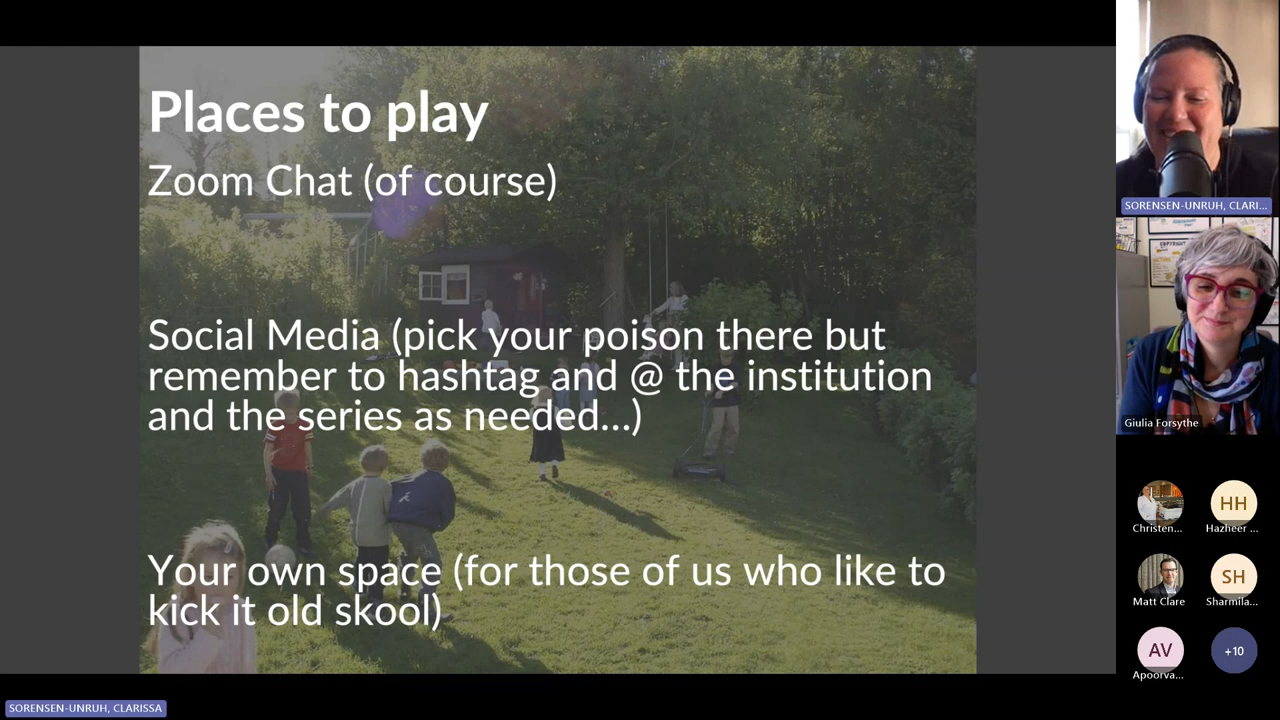 Places to play
Zoom Chat (of course)
Social Media (pick your poison there but
remember to hashtag and @ the institution
and the series as needed...)
Your own space (for those of us who like to
kick it old skool)
SORENSEN-UNRUH, CLARI...
Giulia Forsythe
HH
Christen...
Hazheer ...
SH
Matt Clare
Sharmila...
AV
+10
Apoorva...
SORENSEN-UNRUH, CLARISSA